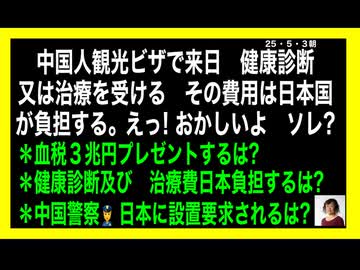 25・5・3朝
中国人観光ビザで来日　健康診断
又は治療を受ける　その費用は日本国
が負担する。えっ！おかしいよ　ソレ？
＊血税３兆円プレゼントするは？
＊健康診断及び　治療費日本負担するは？
＊中国警察👮日本に設置要求されるは？